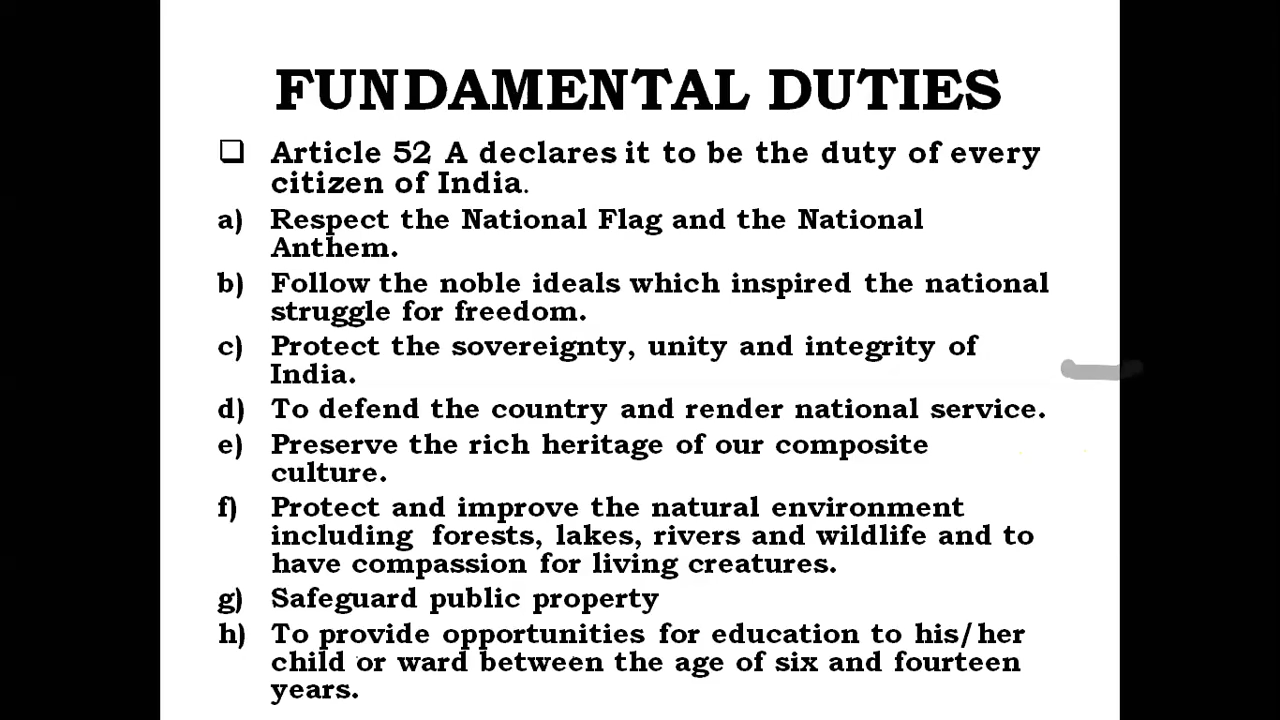 FUNDAMENTAL DUTIES
❑ Article 52 A declares it to be the duty of every
citizen of India.
a) Respect the National Flag and the National
Anthem.
b) Follow the noble ideals which inspired the national
struggle for freedom.
c) Protect the sovereignty, unity and integrity of
India.
d) To defend the country and render national service.
e) Preserve the rich heritage of our composite
culture.
f) Protect and improve the natural environment
including forests, lakes, rivers and wildlife and to
have compassion for living creatures.
g) Safeguard public property
h) To provide opportunities for education to his/her
child or ward between the age of six and fourteen
years.